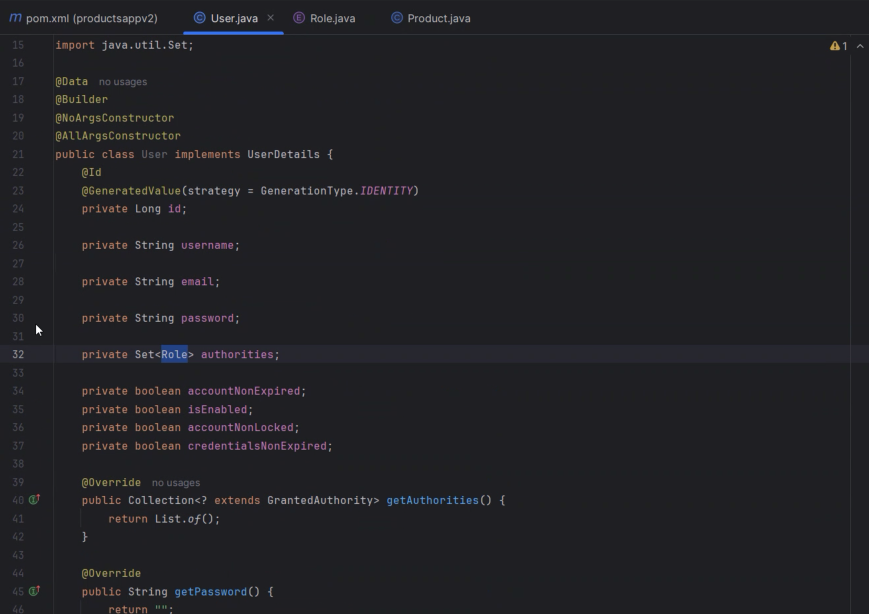 pom.xml (productsappv2) User.java Role.java Product.java
15 import java.util.Set; 1
16
17 @Data no usages
18 @Builder
19 @NoArgsConstructor
20 @AllArgsConstructor
21 public class User implements UserDetails {
22 @Id
23 @GeneratedValue(strategy = GenerationType.IDENTITY)
24 private Long id;
25
26 private String username;
27
28 private String email;
29
30 private String password;
31
32 private Set<Role> authorities;
33
34 private boolean accountNonExpired;
35 private boolean isEnabled;
36 private boolean accountNonLocked;
37 private boolean credentialsNonExpired;
38
39 @Override no usages
40 public Collection<? extends GrantedAuthority> getAuthorities() {
41 return List.of();
42 }
43
44 @Override
45 public String getPassword() {
46 return "";